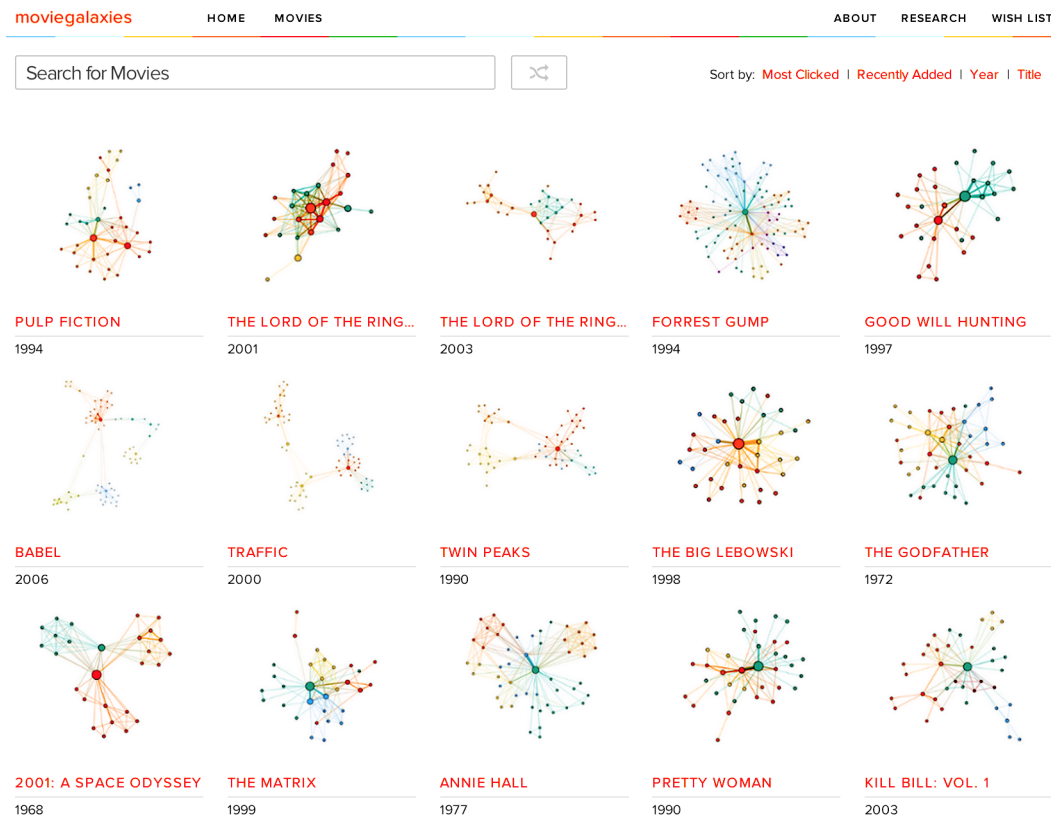 moviegalaxies HOME MOVIES ABOUT RESEARCH WISH LIST
Search for Movies Sort by: Most Clicked | Recently Added | Year | Title
PULP FICTION THE LORD OF THE RING... THE LORD OF THE RING... FORREST GUMP GOOD WILL HUNTING
1994 2001 2003 1994 1997
BABEL TRAFFIC TWIN PEAKS THE BIG LEBOWSKI THE GODFATHER
2006 2000 1990 1998 1972
2001: A SPACE ODYSSEY THE MATRIX ANNIE HALL PRETTY WOMAN KILL BILL: VOL. 1
1968 1999 1977 1990 2003